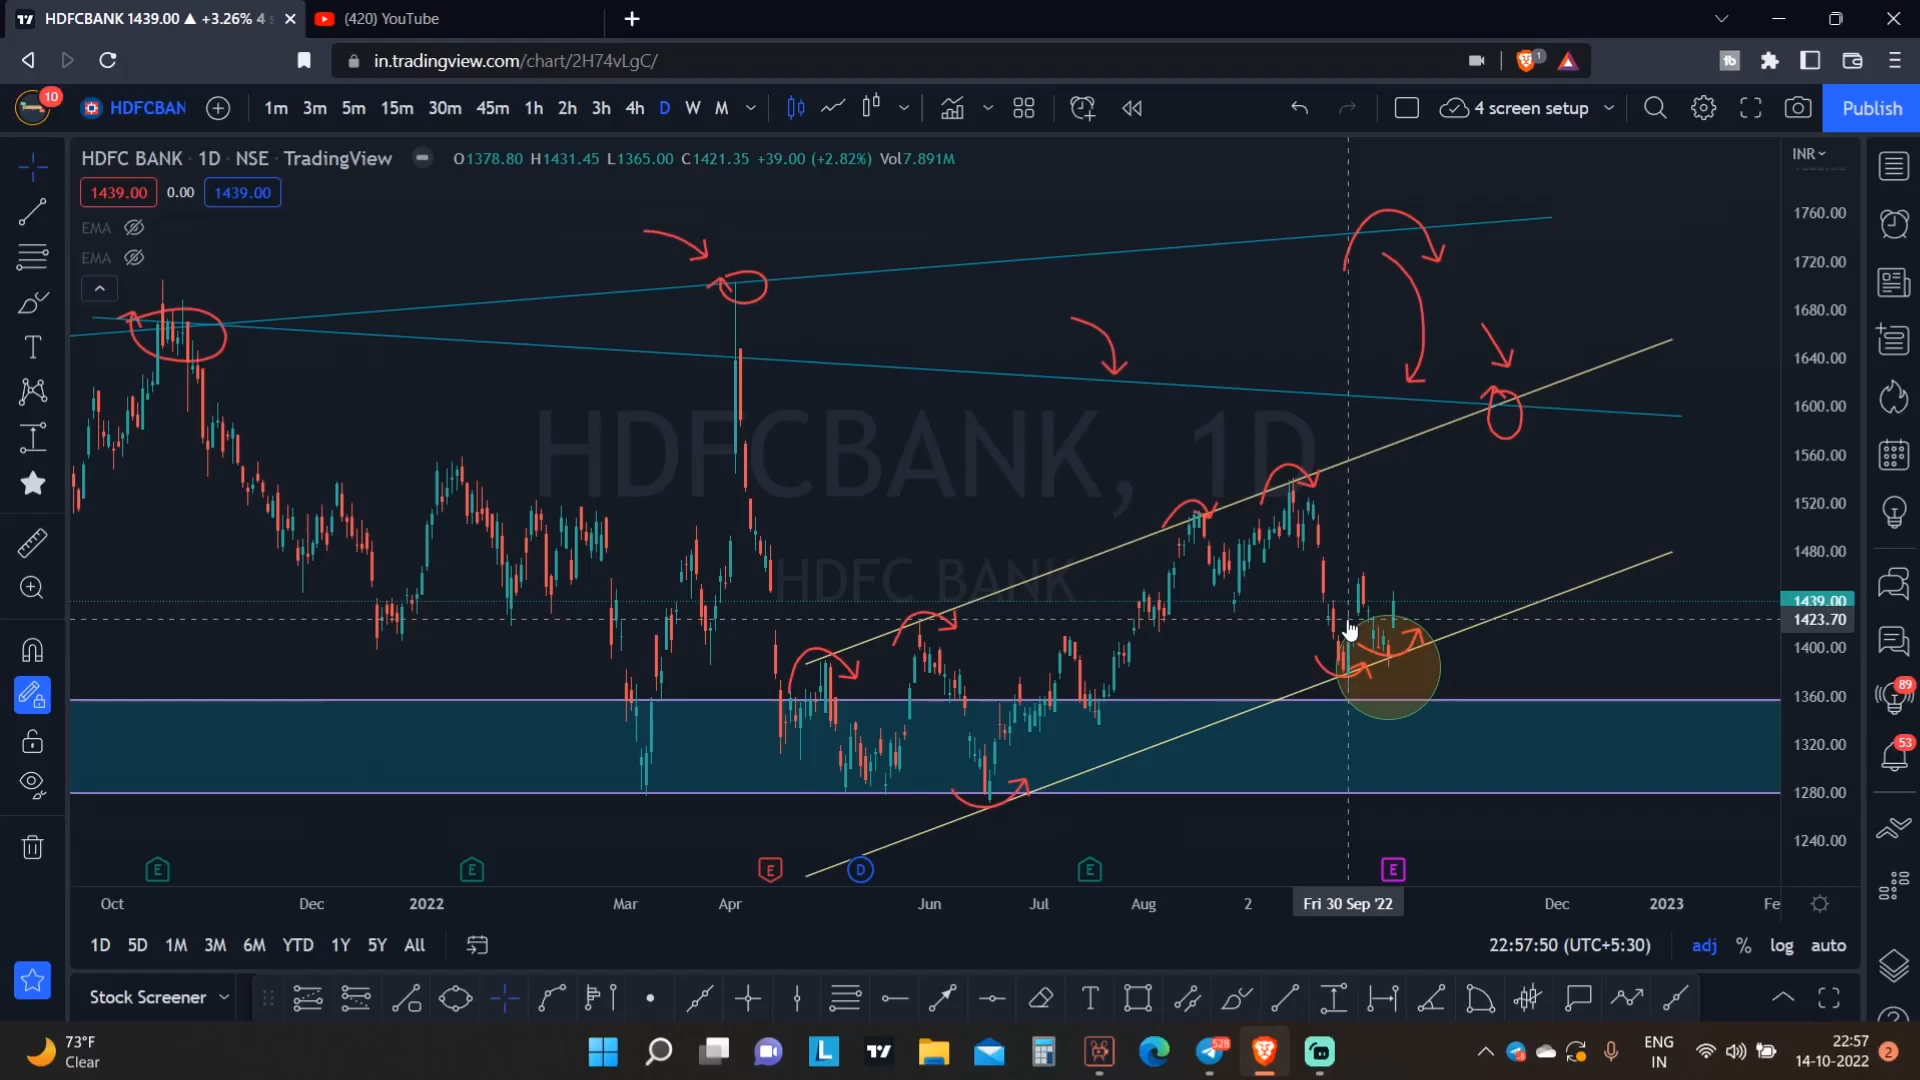 HDFCBANK 1439.00 ▲ +3.26% 4 s
(420) YouTube
in.tradingview.com/chart/2H74vLgC/
10
HDFCBAN
1m 3m 5m 15m 30m 45m 1h 2h 3h 4h D W M
4 screen setup
Publish
HDFC BANK · 1D · NSE · TradingView
O1378.80 H1431.45 L1365.00 C1421.35 +39.00 (+2.82%) Vol7.891M
INR
1439.00 0.00 1439.00
EMA
EMA
HDFCBANK, 1D
HDFC BANK
1760.00
1720.00
1680.00
1640.00
1600.00
1560.00
1520.00
1480.00
1439.00
1423.70
1400.00
1360.00
1320.00
1280.00
1240.00
89
53
E E E D E E
Oct Dec 2022 Mar Apr Jun Jul Aug 2 Fri 30 Sep '22 Dec 2023 Fe
1D 5D 1M 3M 6M YTD 1Y 5Y All
22:57:50 (UTC+5:30) adj % log auto
Stock Screener
73°F
Clear
528
ENG
IN
22:57
14-10-2022
2